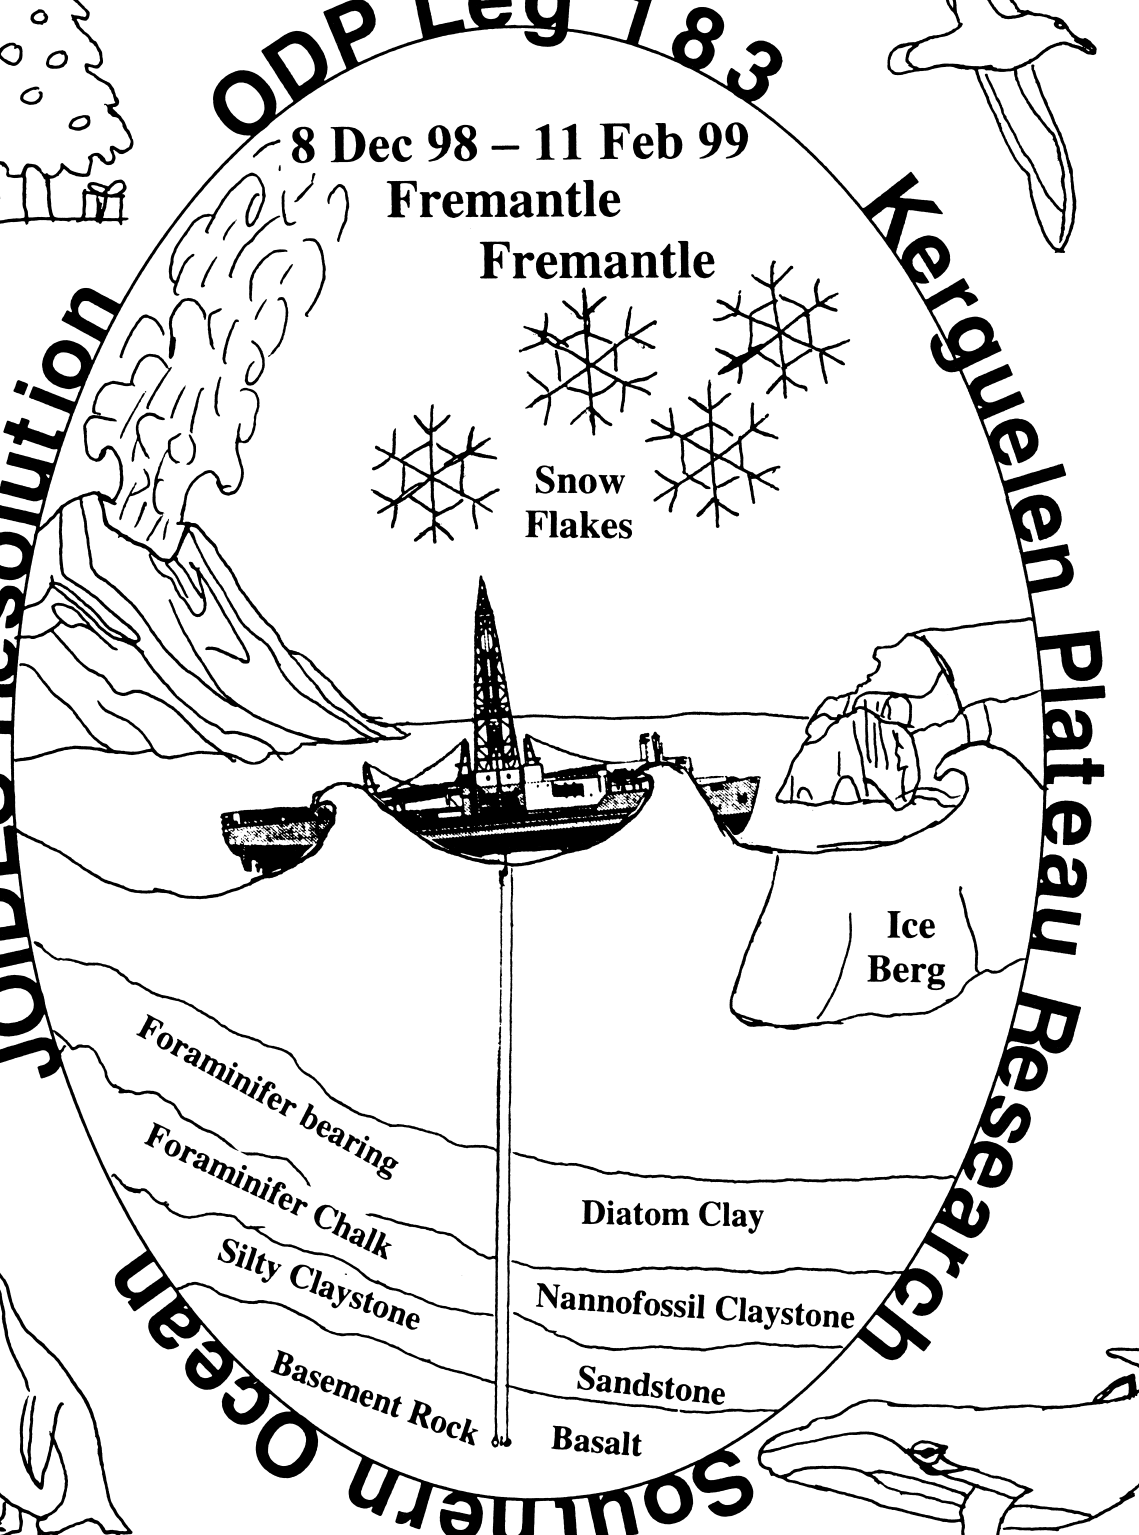 ODP Leg 183
Kerguelen Plateau Research
Southern Ocean
JOIDES Resolution
8 Dec 98 – 11 Feb 99
Fremantle
Fremantle
Snow
Flakes
Ice
Berg
Foraminifer bearing
Diatom Clay
Foraminifer Chalk
Nannofossil Claystone
Silty Claystone
Sandstone
Basement Rock
Basalt